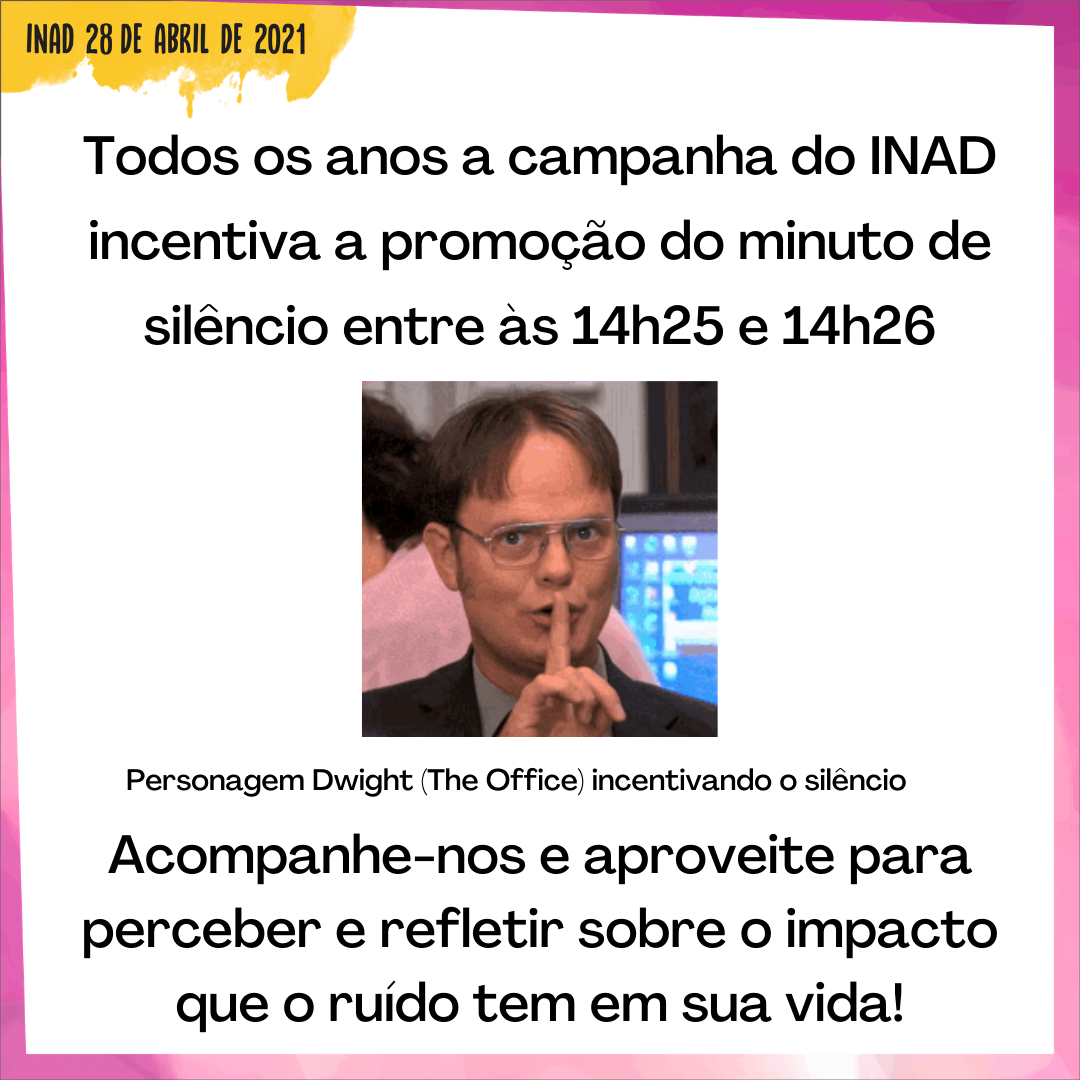 INAD 28 DE ABRIL DE 2021
Todos os anos a campanha do INAD
incentiva a promoção do minuto de
silêncio entre às 14h25 e 14h26
Personagem Dwight (The Office) incentivando o silêncio
Acompanhe-nos e aproveite para
perceber e refletir sobre o impacto
que o ruído tem em sua vida!